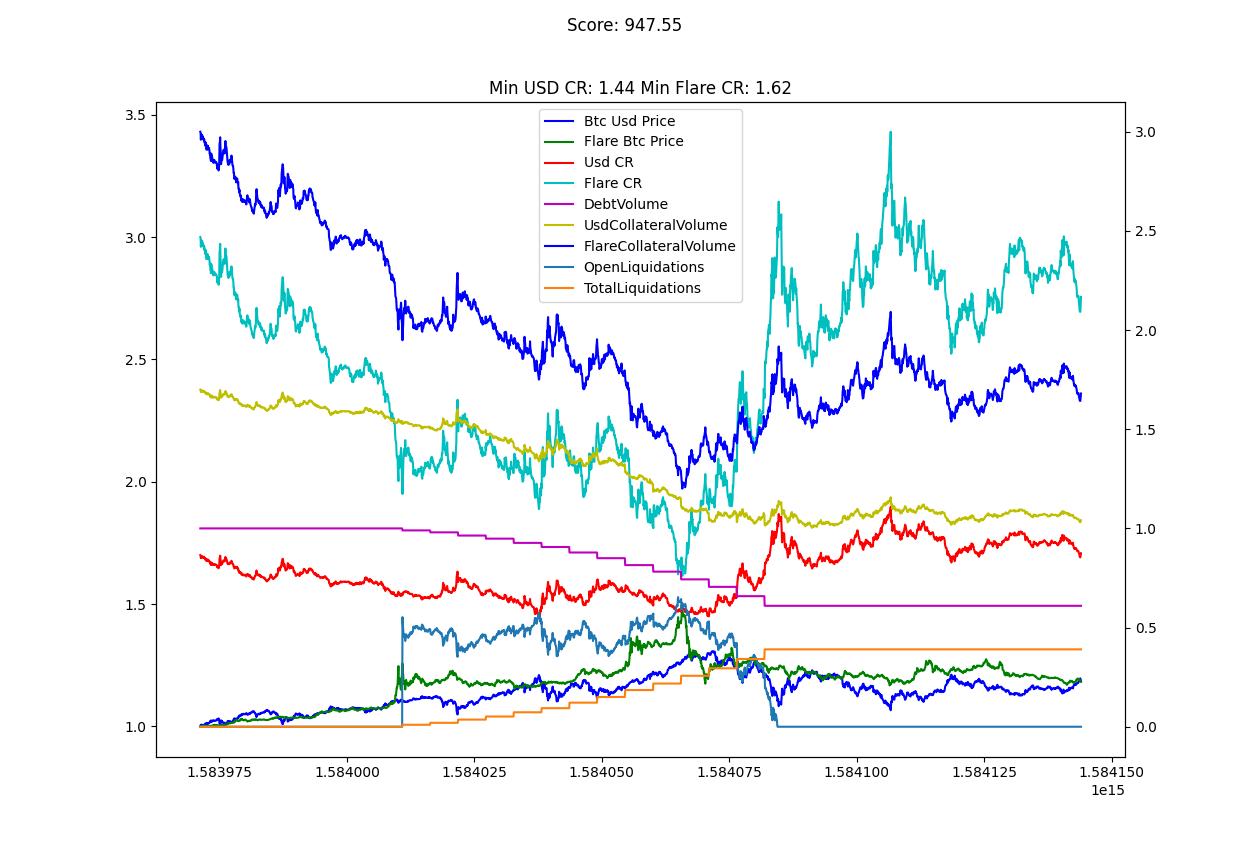 Score: 947.55
Min USD CR: 1.44 Min Flare CR: 1.62
3.5
3.0
2.5
2.0
1.5
1.0
Btc Usd Price
Flare Btc Price
Usd CR
Flare CR
DebtVolume
UsdCollateralVolume
FlareCollateralVolume
OpenLiquidations
TotalLiquidations
3.0
2.5
2.0
1.5
1.0
0.5
0.0
1.583975 1.584000 1.584025 1.584050 1.584075 1.584100 1.584125 1.584150
1e15